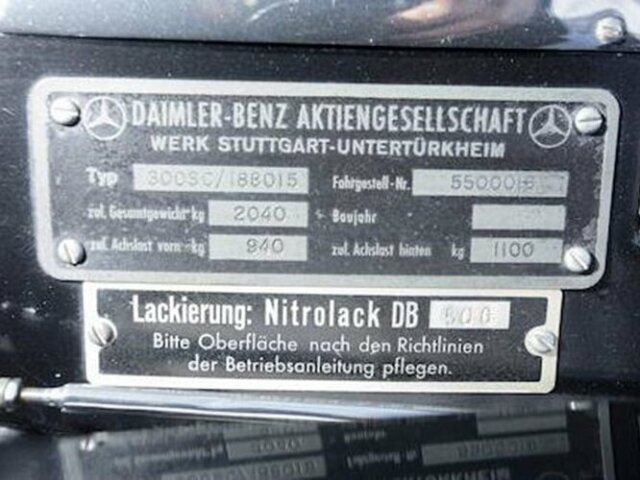 DAIMLER-BENZ AKTIENGESELLSCHAFT
WERK STUTTGART-UNTERTÜRKHEIM
Typ 300SC/188015 Fahrgestell-Nr.
zul. Gesamtgewicht kg 2040 Baujahr
zul. Achslast vorn kg 940 zul. Achslast hinten kg 1100
Lackierung: Nitrolack DB
Bitte Oberfläche nach den Richtlinien
der Betriebsanleitung pflegen.